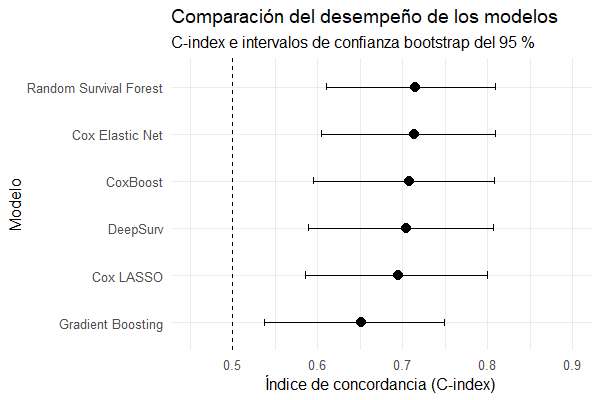 Comparación del desempeño de los modelos
C-index e intervalos de confianza bootstrap del 95 %
Random Survival Forest
Cox Elastic Net
CoxBoost
DeepSurv
Cox LASSO
Gradient Boosting
Modelo
0.5 0.6 0.7 0.8 0.9
Índice de concordancia (C-index)